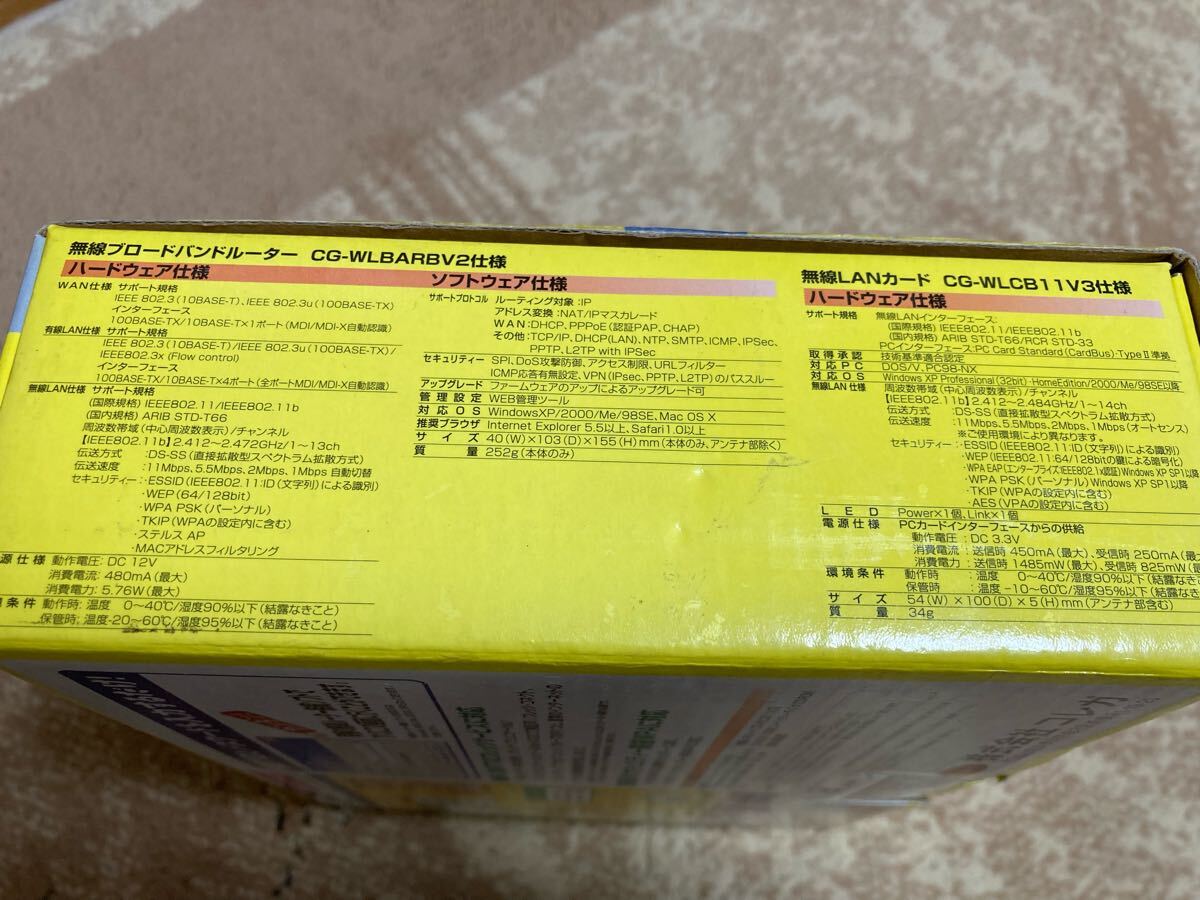 無線ブロードバンドルーター CG-WLBARBV2仕様
ハードウェア仕様
WAN仕様 サポート規格
IEEE 802.3(10BASE-T)、IEEE 802.3u(100BASE-TX)
インターフェース
100BASE-TX/10BASE-T×1ポート(MDI/MDI-X自動認識)
有線LAN仕様 サポート規格
IEEE 802.3(10BASE-T)/IEEE 802.3u(100BASE-TX)/
IEEE802.3x (Flow control)
インターフェース
100BASE-TX/10BASE-T×4ポート(全ポートMDI/MDI-X自動認識)
無線LAN仕様 サポート規格
(国際規格) IEEE802.11/IEEE802.11b
(国内規格) ARIB STD-T66
周波数帯域(中心周波数表示)/チャンネル
【IEEE802.11b】2.412~2.472GHz/1~13ch
伝送方式 :DS-SS(直接拡散型スペクトラム拡散方式)
伝送速度 :11Mbps、5.5Mbps、2Mbps、1Mbps 自動切替
セキュリティー :・ESSID(IEEE802.11:ID(文字列)による識別)
・WEP(64/128bit)
・WPA PSK(パーソナル)
・TKIP(WPAの設定内に含む)
・ステルス AP
・MACアドレスフィルタリング
源仕様 動作電圧: DC 12V
消費電流: 480mA(最大)
消費電力: 5.76W(最大)
条件 動作時: 温度 0~40℃/湿度90%以下(結露なきこと)
保管時: 温度-20~60℃/湿度95%以下(結露なきこと)
ソフトウェア仕様
サポートプロトコル ルーティング対象:IP
アドレス変換:NAT/IPマスカレード
WAN:DHCP、PPPoE(認証PAP、CHAP)
その他:TCP/IP、DHCP(LAN)、NTP、SMTP、ICMP、IPSec、
PPTP、L2TP with IPSec
セキュリティー SPI、DoS攻撃防御、アクセス制限、URLフィルター
ICMP応答有無設定、VPN(IPsec、PPTP、L2TP)のパススルー
アップグレード ファームウェアのアップによるアップグレード可
管理設定 WEB管理ツール
対応OS WindowsXP/2000/Me/98SE、Mac OS X
推奨ブラウザ Internet Explorer 5.5以上、Safari1.0以上
サイズ 40(W)×103(D)×155(H)mm(本体のみ、アンテナ部除く)
質量 252g(本体のみ)
無線LANカード CG-WLCB11V3仕様
ハードウェア仕様
サポート規格 無線LANインターフェース:
(国際規格) IEEE802.11/IEEE802.11b
(国内規格) ARIB STD-T66/RCR STD-33
PCインターフェース:PC Card Standard(CardBus):TypeⅡ準拠
取得承認 技術基準適合認定
対応PC DOS/V、PC98-NX
対応OS Windows XP Professional(32bit)・HomeEdition/2000/Me/98SE以降
無線LAN仕様 周波数帯域(中心周波数表示)/チャンネル
【IEEE802.11b】2.412~2.484GHz/1~14ch
伝送方式 :DS-SS(直接拡散型スペクトラム拡散方式)
伝送速度 :11Mbps、5.5Mbps、2Mbps、1Mbps(オートセンス)
※ご使用環境により異なります。
セキュリティー:・ESSID(IEEE802.11:ID(文字列)による識別)
・WEP(IEEE802.11:64/128bitの鍵による暗号化)
・WPA EAP(エンタープライズ:IEEE802.1x認証)Windows XP SP1以降
・WPA PSK(パーソナル)Windows XP SP1以降
・TKIP(WPAの設定内に含む)
・AES(VPAの設定内に含む)
LED Power×1個、Link×1個
電源仕様 PCカードインターフェースからの供給
動作電圧 : DC 3.3V
消費電流 : 送信時 450mA(最大)、受信時 250mA(最
消費電力 : 送信時 1485mW(最大)、受信時 825mW(最
環境条件 動作時 : 温度 0~40℃/湿度90%以下(結露な
保管時 : 温度 -10~60℃/湿度95%以下(結露な
サイズ 54(W)×100(D)×5(H)mm(アンテナ部含む)
質量 34g
株式会社 コレガ